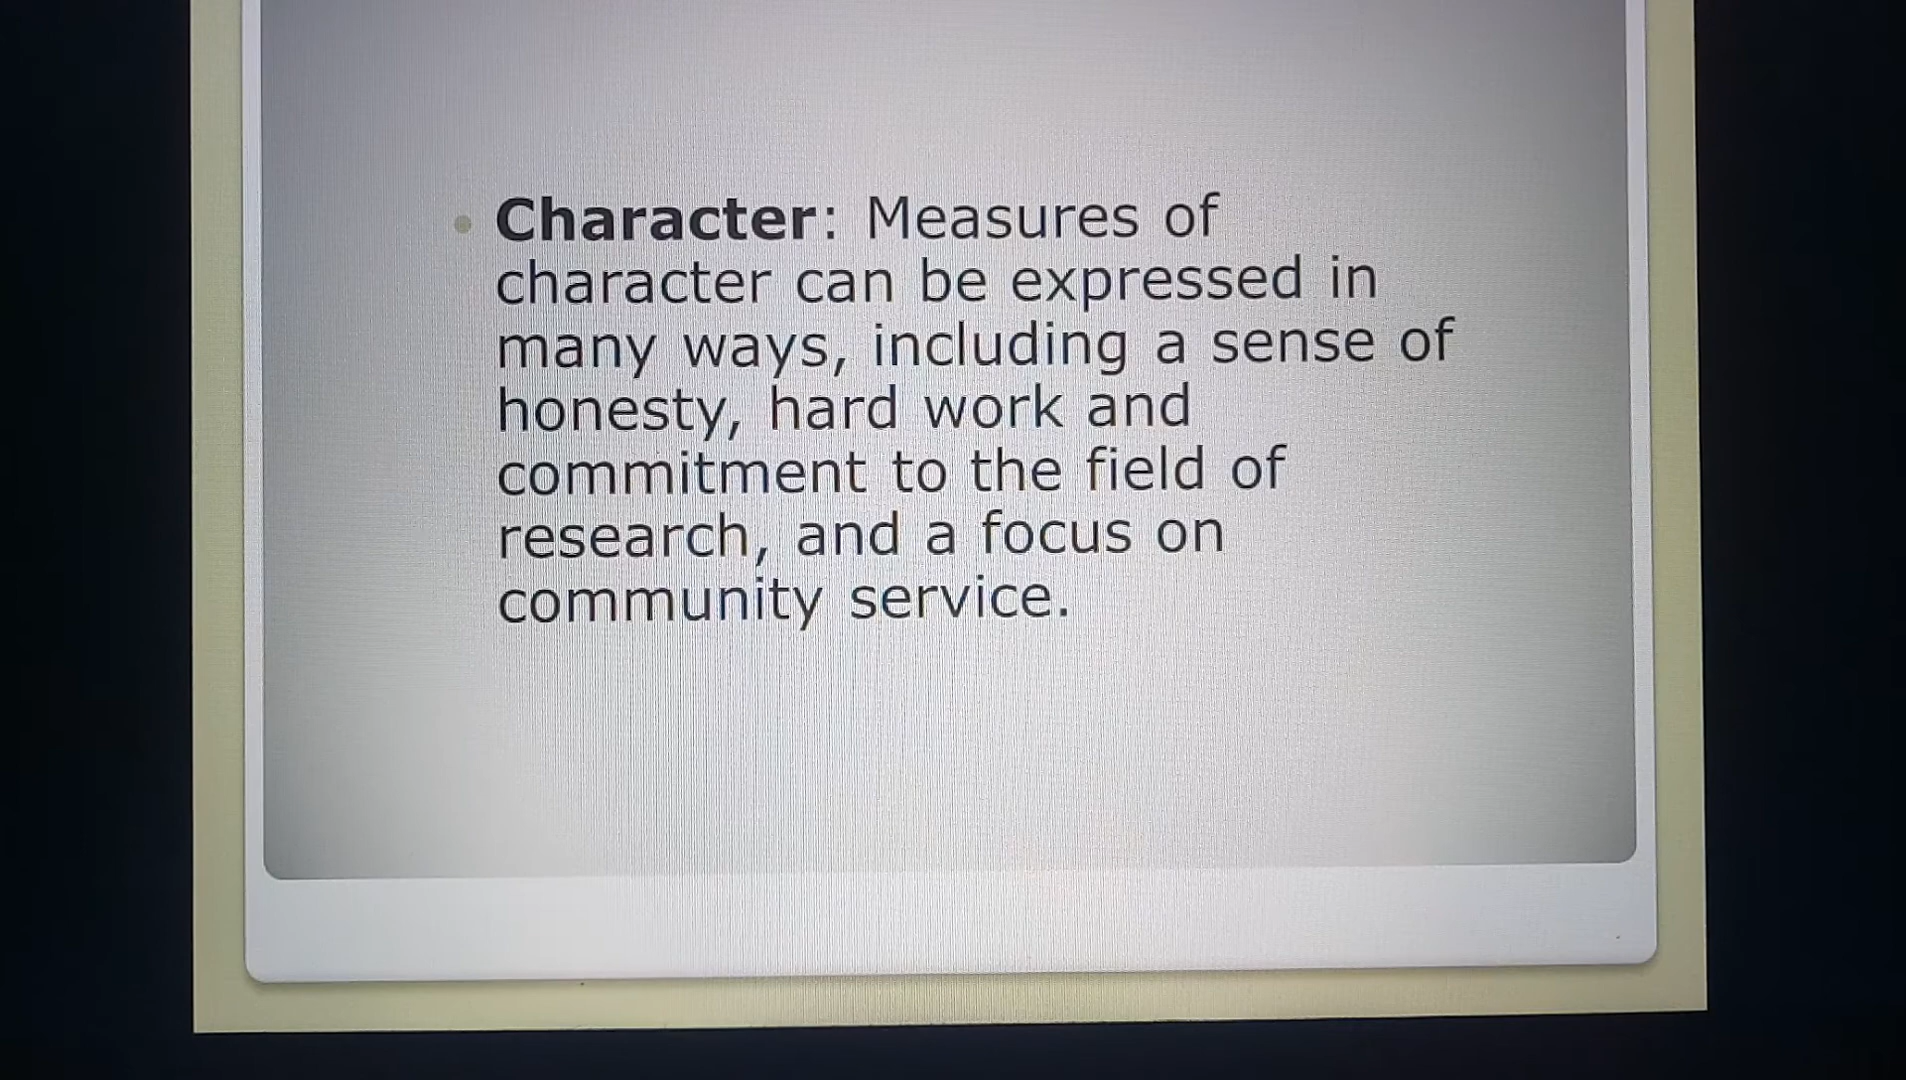 • Character: Measures of
character can be expressed in
many ways, including a sense of
honesty, hard work and
commitment to the field of
research, and a focus on
community service.